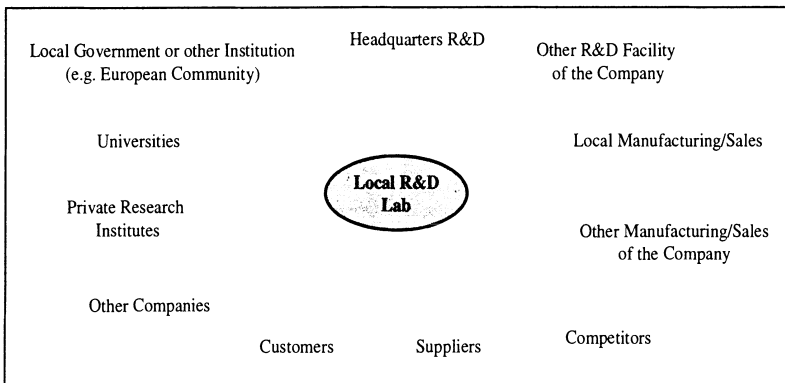 Headquarters R&D
Local Government or other Institution
(e.g. European Community)
Other R&D Facility
of the Company
Universities
Local Manufacturing/Sales
Local R&D
Lab
Private Research
Institutes
Other Manufacturing/Sales
of the Company
Other Companies
Customers
Suppliers
Competitors